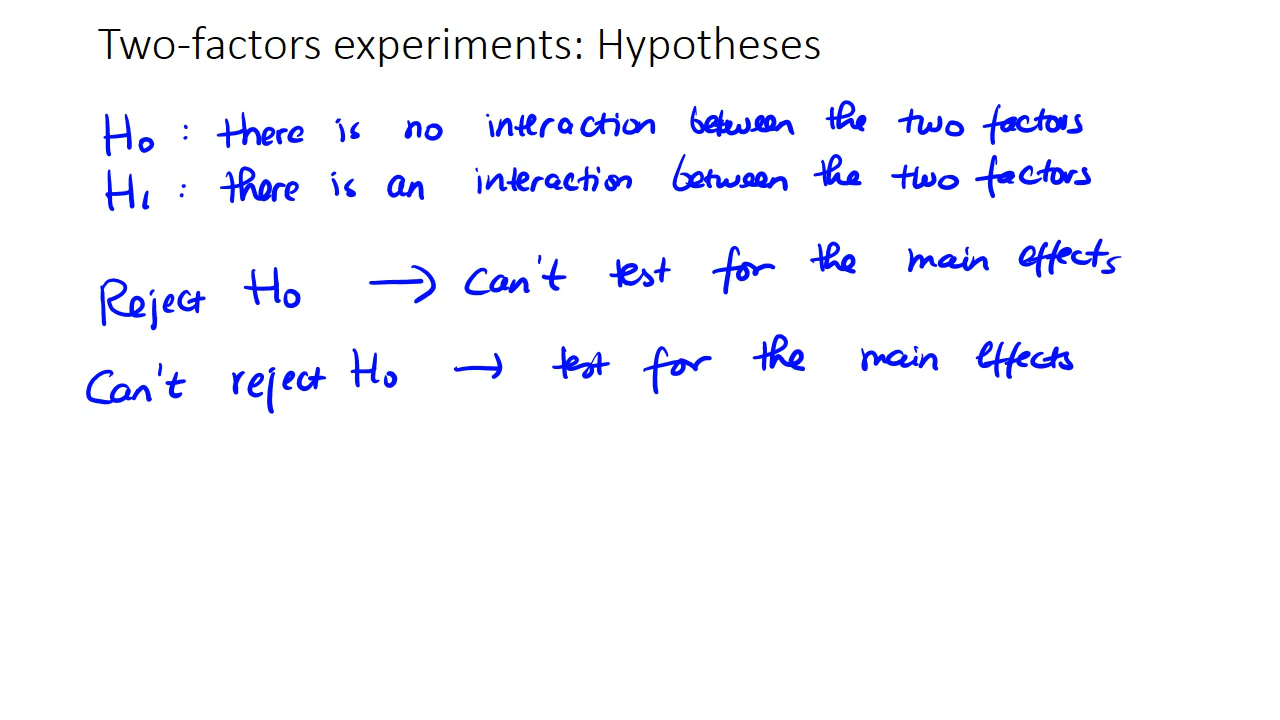 Two-factors experiments: Hypotheses
H₀ : there is no interaction between the two factors
H₁ : there is an interaction between the two factors
Reject H₀ → can't test for the main effects
Can't reject H₀ → test for the main effects